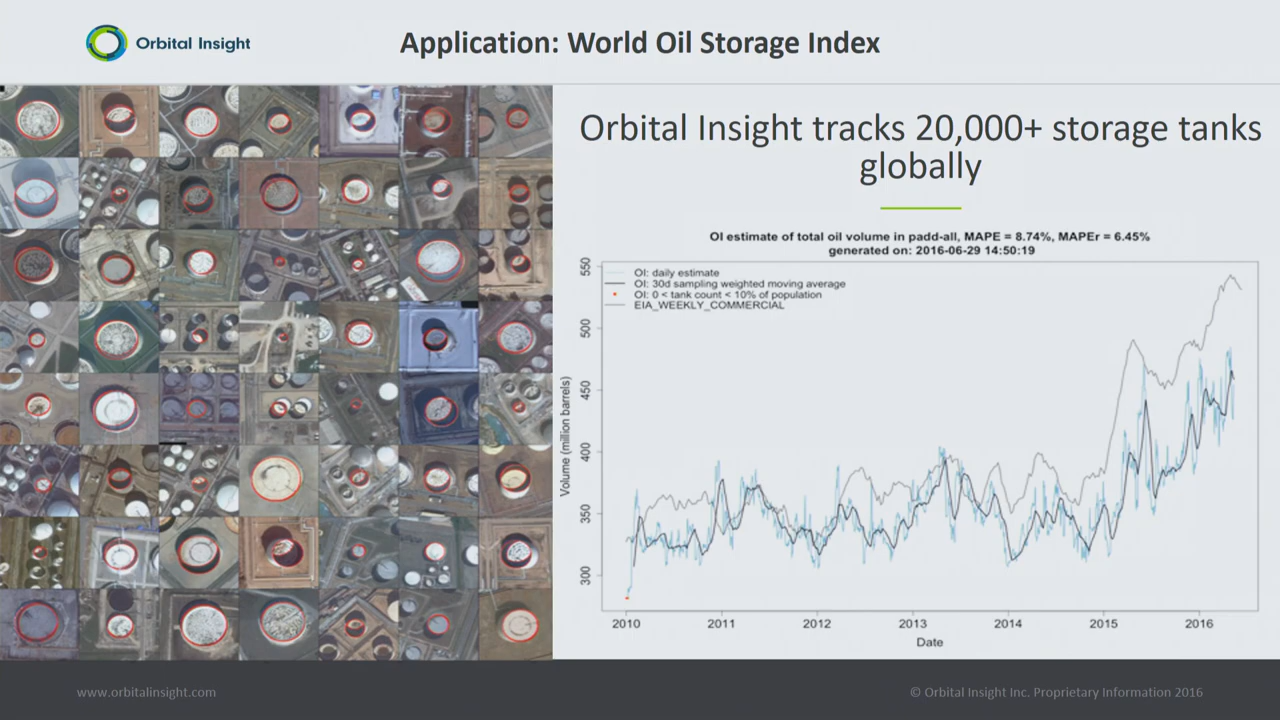 Orbital Insight
Application: World Oil Storage Index
Orbital Insight tracks 20,000+ storage tanks
globally
OI estimate of total oil volume in padd-all, MAPE = 8.74%, MAPEr = 6.45%
generated on: 2016-06-29 14:50:19
OI: daily estimate
OI: 30d sampling weighted moving average
OI: 0 < tank count < 10% of population
EIA_WEEKLY_COMMERCIAL
Volume (million barrels)
550
500
450
400
350
300
2010 2011 2012 2013 2014 2015 2016
Date
www.orbitalinsight.com
© Orbital Insight Inc. Proprietary Information 2016